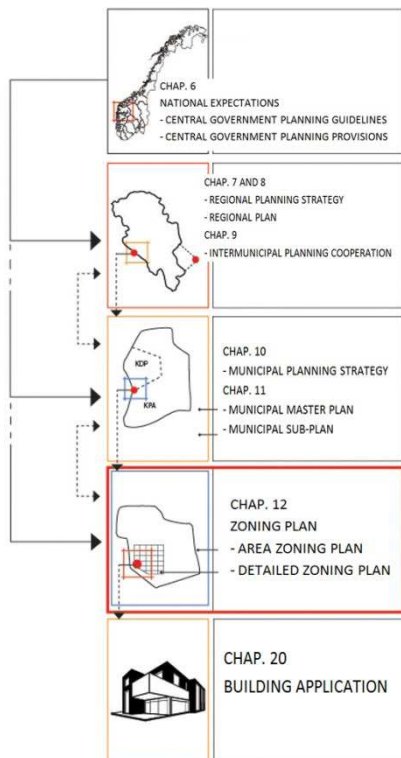 CHAP. 6
NATIONAL EXPECTATIONS
- CENTRAL GOVERNMENT PLANNING GUIDELINES
- CENTRAL GOVERNMENT PLANNING PROVISIONS
CHAP. 7 AND 8
- REGIONAL PLANNING STRATEGY
- REGIONAL PLAN
CHAP. 9
- INTERMUNICIPAL PLANNING COOPERATION
KDP
KPA
CHAP. 10
- MUNICIPAL PLANNING STRATEGY
CHAP. 11
- MUNICIPAL MASTER PLAN
- MUNICIPAL SUB-PLAN
CHAP. 12
ZONING PLAN
- AREA ZONING PLAN
- DETAILED ZONING PLAN
CHAP. 20
BUILDING APPLICATION